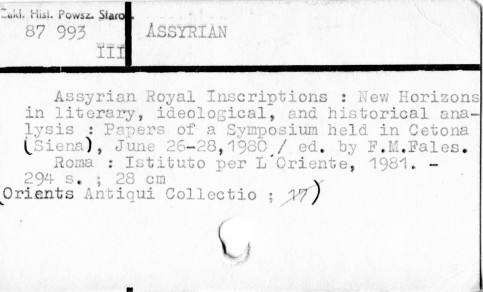 Zakł. Hist. Powsz. Staroż.
87 993
III
ASSYRIAN
Assyrian Royal Inscriptions : New Horizons
in literary, ideological, and historical ana-
lysis : Papers of a Symposium held in Cetona
(Siena), June 26-28,1980 / ed. by F.M.Fales.
Roma : Istituto per L'Oriente, 1981. -
294 s. ; 28 cm
(Orients Antiqui Collectio ; 17)